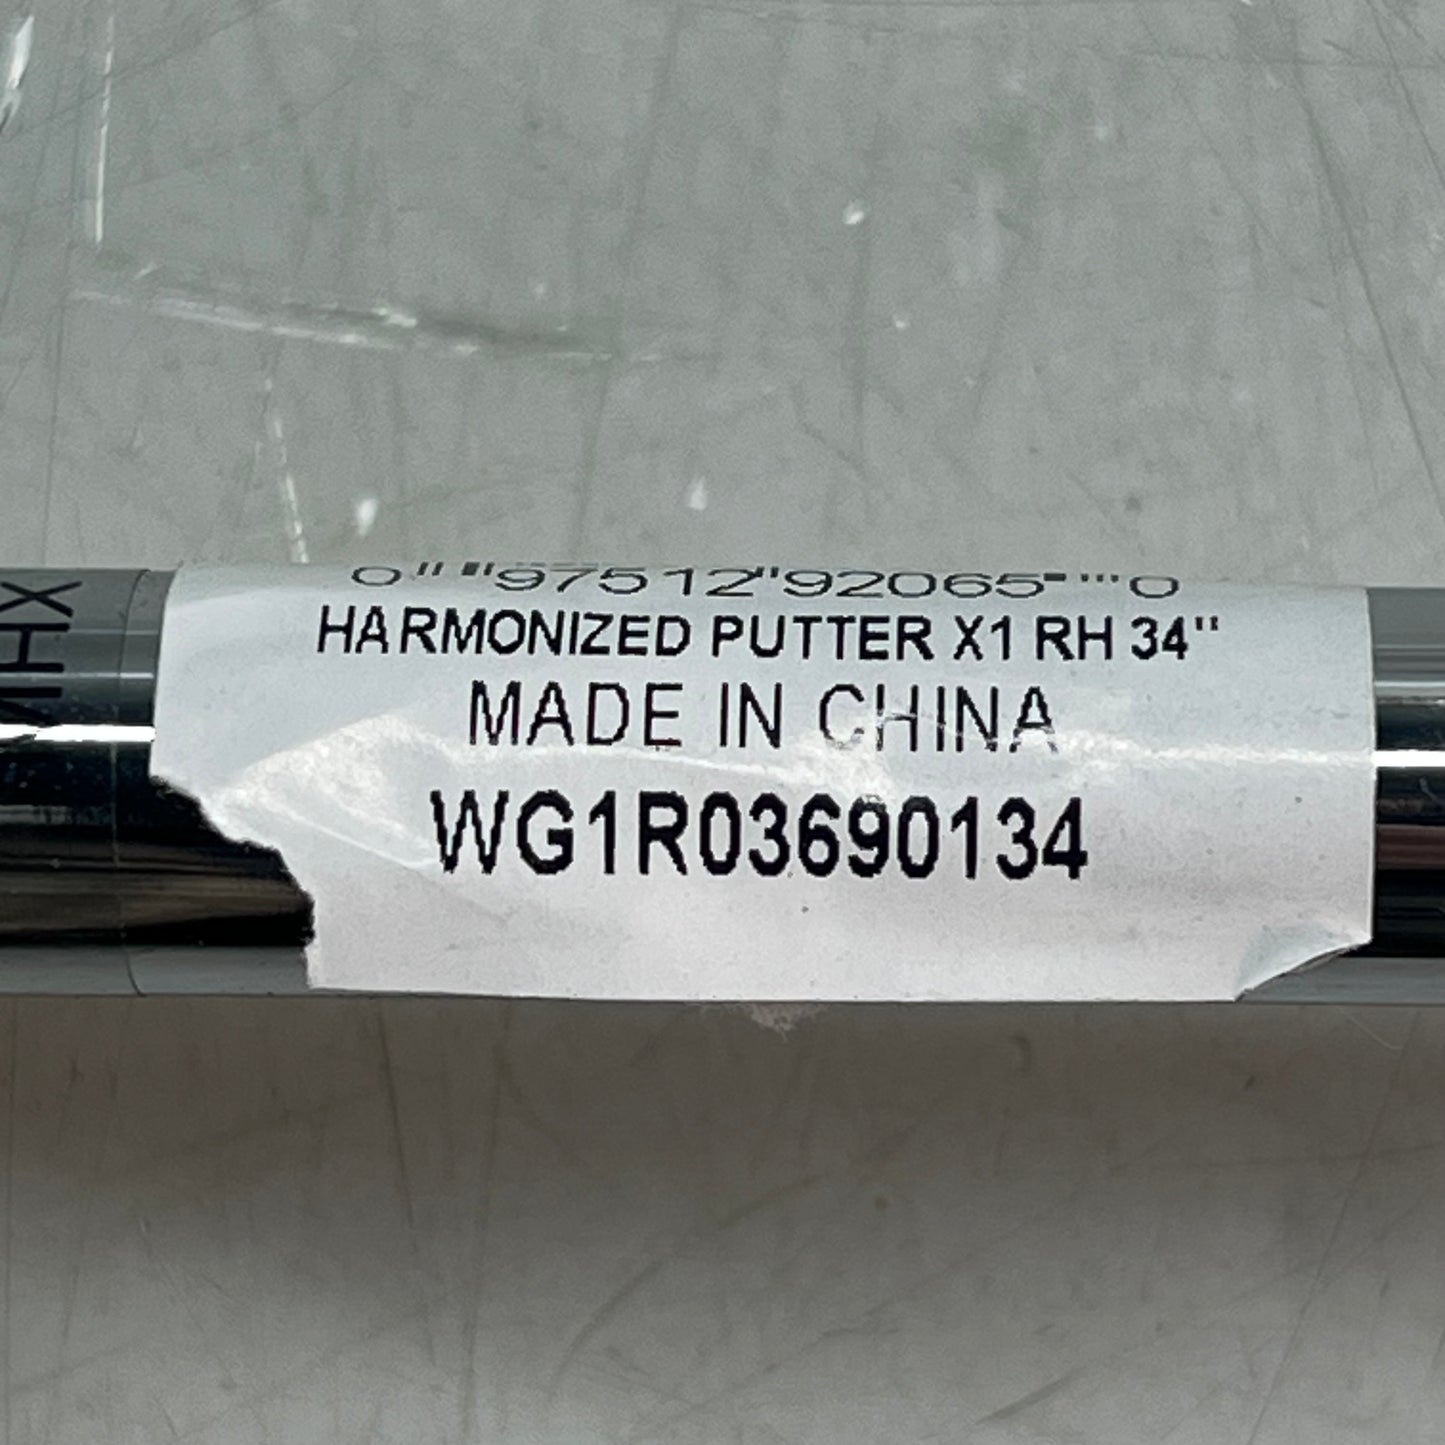 0 97512 92065 0
HARMONIZED PUTTER X1 RH 34"
MADE IN CHINA
WG1R03690134